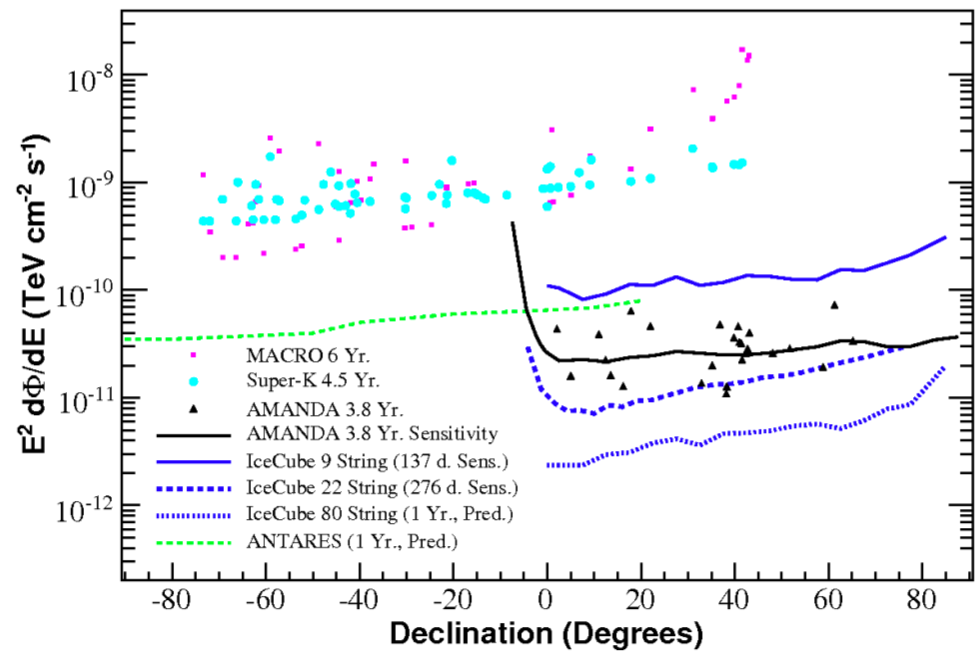 10⁻⁸
10⁻⁹
10⁻¹⁰
10⁻¹¹
10⁻¹²
E² dΦ/dE (TeV cm⁻² s⁻¹)
MACRO 6 Yr.
Super-K 4.5 Yr.
AMANDA 3.8 Yr.
AMANDA 3.8 Yr. Sensitivity
IceCube 9 String (137 d. Sens.)
IceCube 22 String (276 d. Sens.)
IceCube 80 String (1 Yr., Pred.)
ANTARES (1 Yr., Pred.)
-80 -60 -40 -20 0 20 40 60 80
Declination (Degrees)